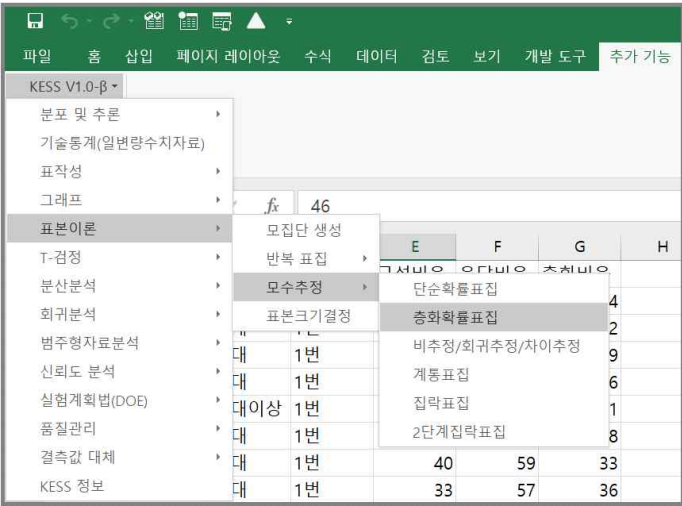 파일 홈 삽입 페이지 레이아웃 수식 데이터 검토 보기 개발 도구 추가 기능
KESS V1.0-β
분포 및 추론
기술통계(일변량수치자료)
표작성
그래프
fx 46
표본이론
모집단 생성
T-검정
반복 표집
E F G H
분산분석
모수추정
단순확률표집
4
회귀분석
표본크기결정
층화확률표집
2
범주형자료분석
대 1번
비추정/회귀추정/차이추정
9
신뢰도 분석
대 1번
계통표집
6
실험계획법(DOE)
대이상 1번
집락표집
1
품질관리
대 1번
2단계집락표집
8
결측값 대체
대 1번 40 59 33
KESS 정보
대 1번 33 57 36